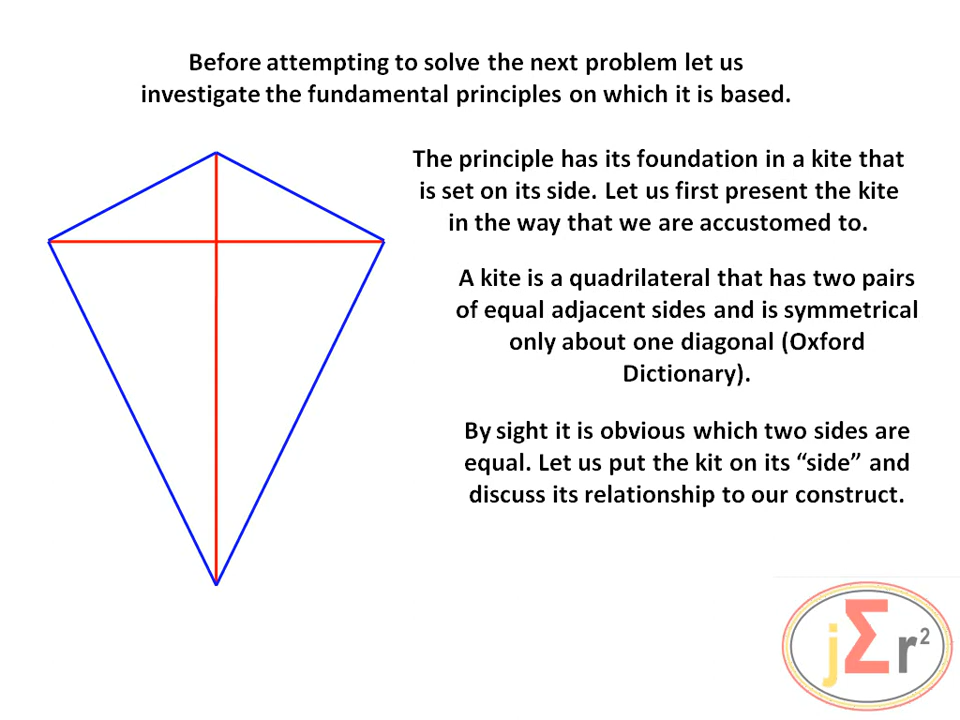 Before attempting to solve the next problem let us
investigate the fundamental principles on which it is based.
The principle has its foundation in a kite that
is set on its side. Let us first present the kite
in the way that we are accustomed to.
A kite is a quadrilateral that has two pairs
of equal adjacent sides and is symmetrical
only about one diagonal (Oxford
Dictionary).
By sight it is obvious which two sides are
equal. Let us put the kit on its “side” and
discuss its relationship to our construct.
jΣr²